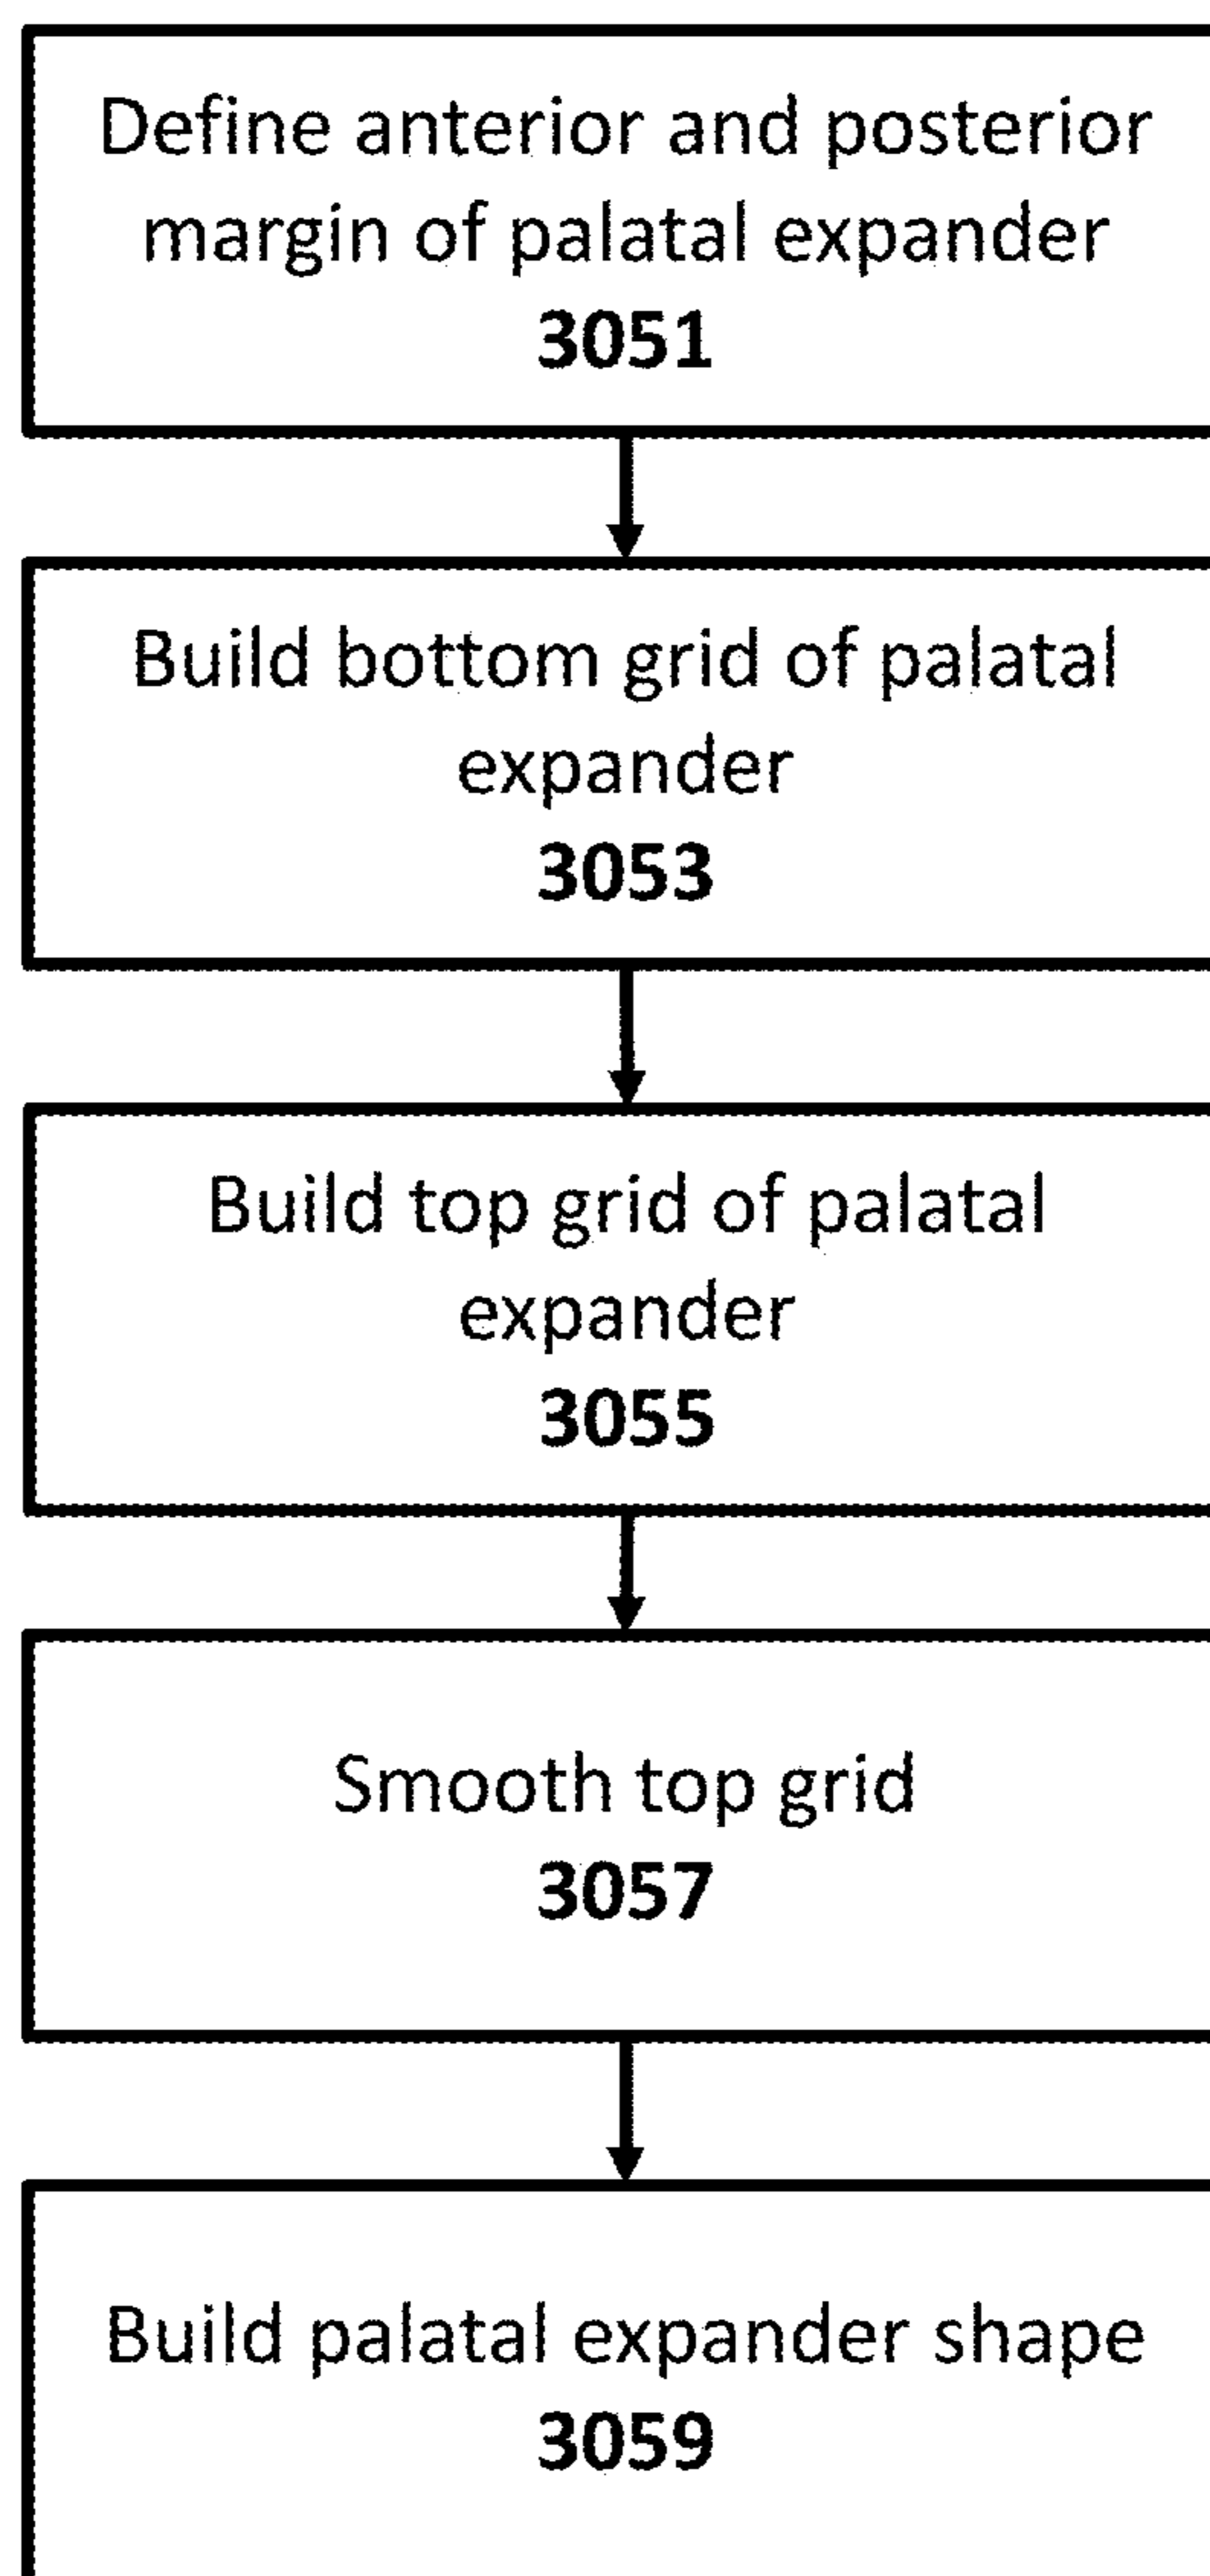 Define anterior and posterior
margin of palatal expander
3051
Build bottom grid of palatal
expander
3053
Build top grid of palatal
expander
3055
Smooth top grid
3057
Build palatal expander shape
3059